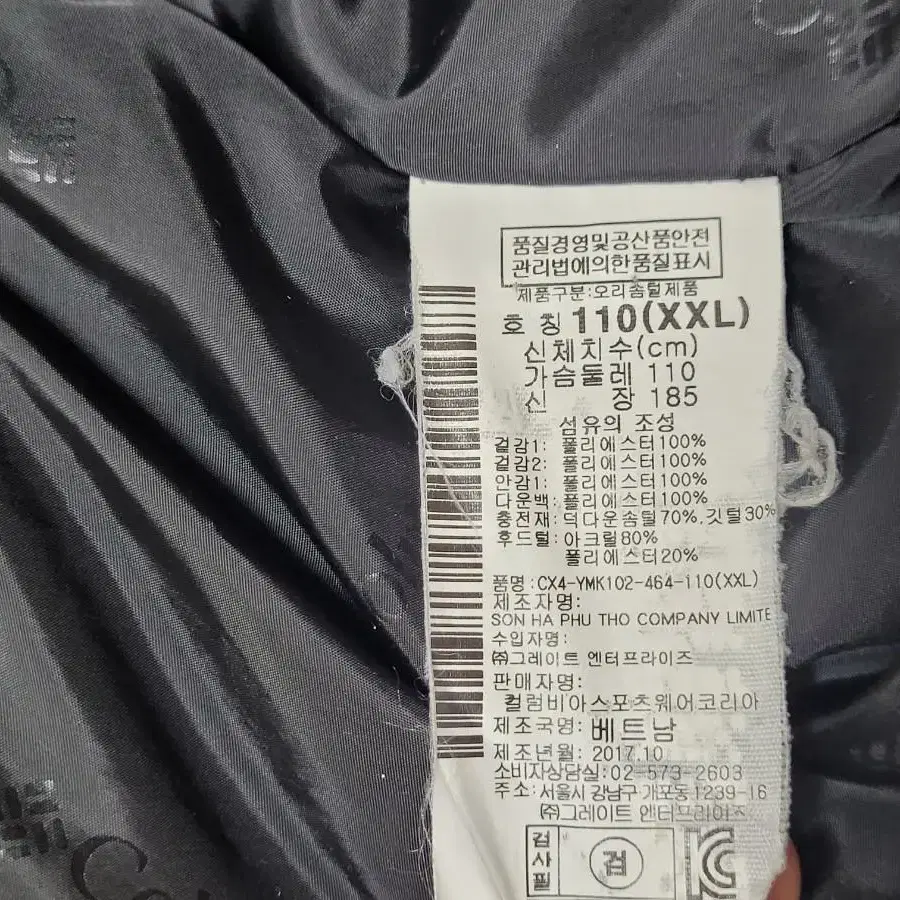 품질경영및공산품안전
관리법에의한품질표시
제품구분:오리솜털제품
호 칭 110(XXL)
신체치수(cm)
가슴둘레 110
신 장 185
섬유의 조성
겉감1: 폴리에스터100%
겉감2: 폴리에스터100%
안감1: 폴리에스터100%
다운백: 폴리에스터100%
충전재: 덕다운솜털70%.깃털30%
후드털: 아크릴80%
폴리에스터20%
품명: CX4-YMK102-464-110(XXL)
제조자명:
SON HA PHU THO COMPANY LIMITE
수입자명:
㈜그레이트 엔터프라이즈
판매자명:
컬럼비아스포츠웨어코리아
제조국명: 베트남
제조년월: 2017.10
소비자상담실:02-573-2603
주소: 서울시 강남구 개포동1239-16
㈜그레이트 엔터프라이즈
검사필 검